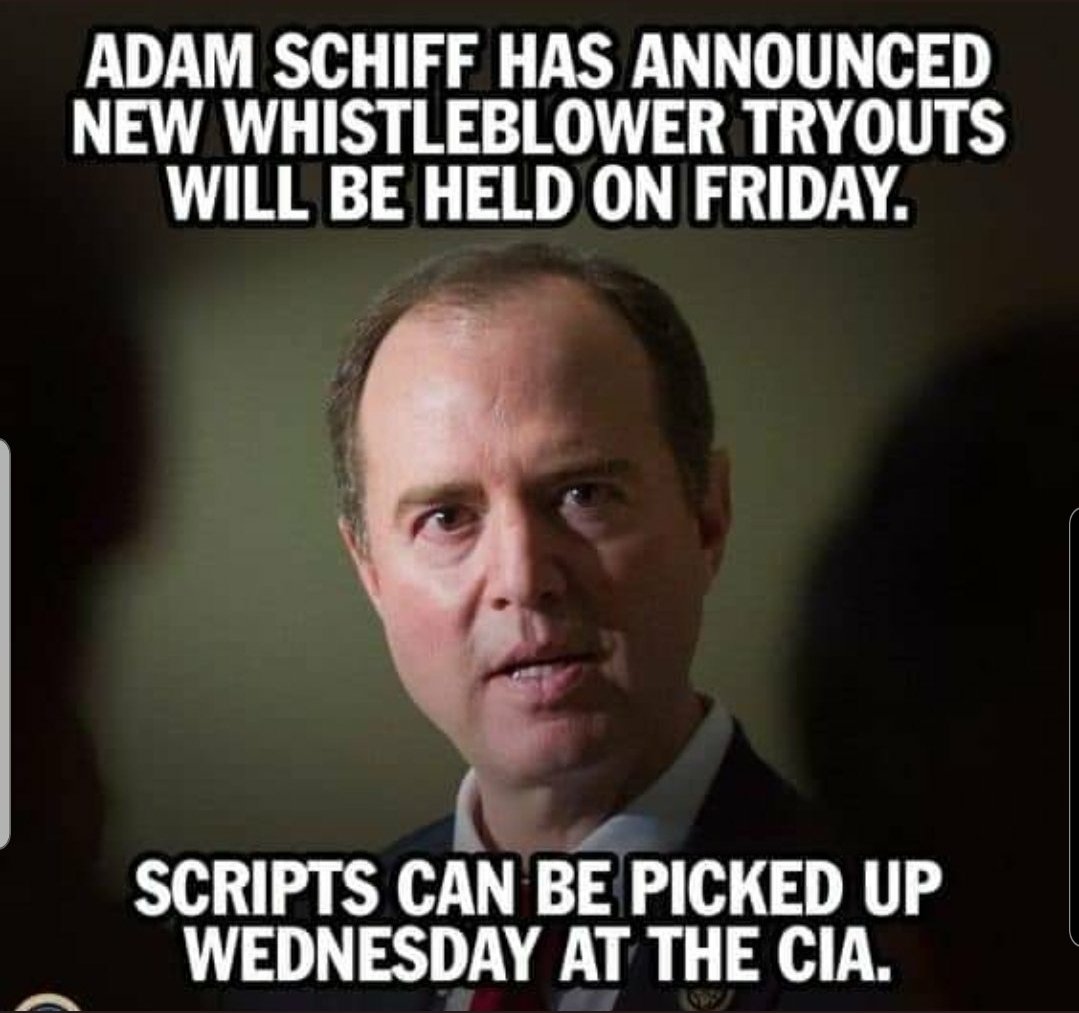 ADAM SCHIFF HAS ANNOUNCED
NEW WHISTLEBLOWER TRYOUTS
WILL BE HELD ON FRIDAY.
SCRIPTS CAN BE PICKED UP
WEDNESDAY AT THE CIA.